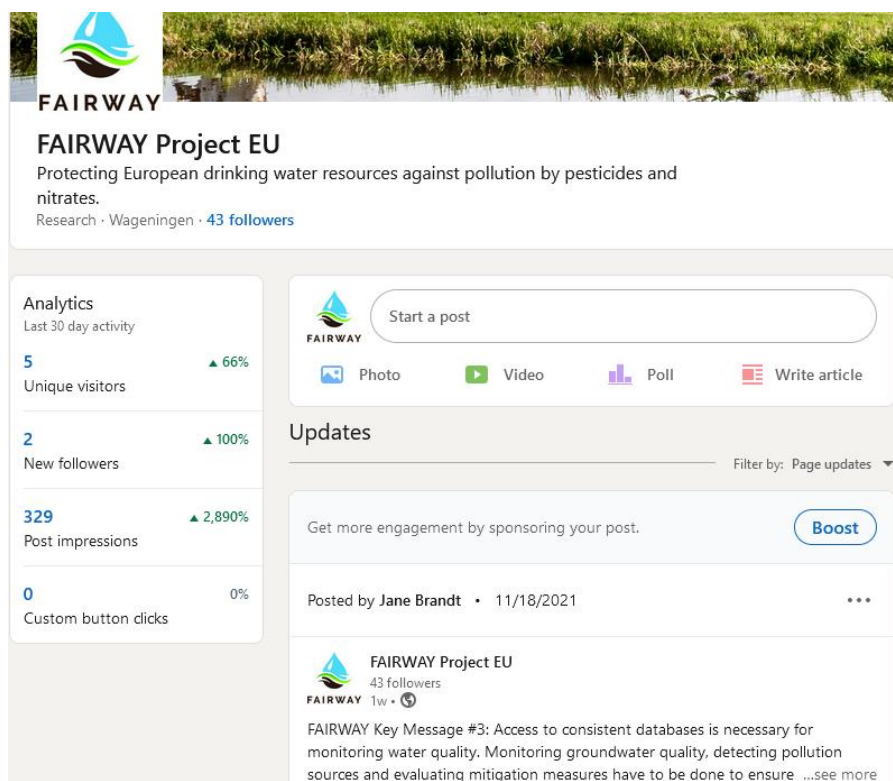 FAIRWAY
FAIRWAY Project EU
Protecting European drinking water resources against pollution by pesticides and
nitrates.
Research · Wageningen · 43 followers
Analytics
Last 30 day activity
5 ▲ 66%
Unique visitors
2 ▲ 100%
New followers
329 ▲ 2,890%
Post impressions
0 0%
Custom button clicks
FAIRWAY
Start a post
Photo Video Poll Write article
Updates
Filter by: Page updates ▼
Get more engagement by sponsoring your post. Boost
Posted by Jane Brandt • 11/18/2021 •••
FAIRWAY
FAIRWAY Project EU
43 followers
1w •
FAIRWAY Key Message #3: Access to consistent databases is necessary for
monitoring water quality. Monitoring groundwater quality, detecting pollution
sources and evaluating mitigation measures have to be done to ensure ...see more